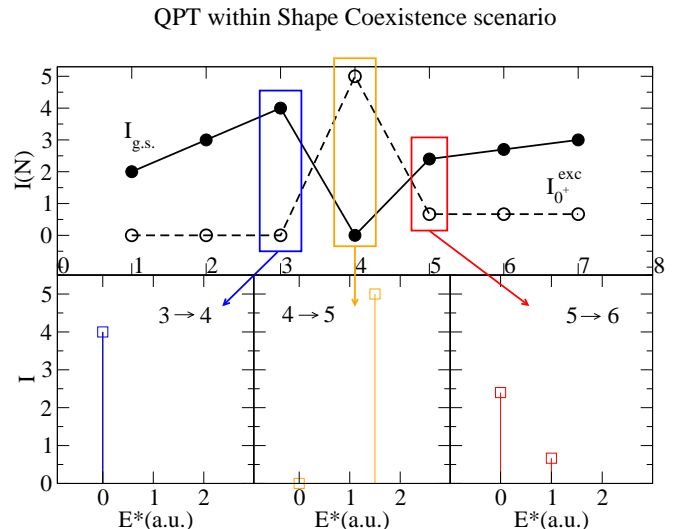 QPT within Shape Coexistence scenario
5
4
3
2
1
0
I(N)
I_g.s.
I_0+^exc
0 1 2 3 4 5 6 7 8
3→4
4→5
5→6
5
4
3
2
1
0
I
0 1 2
0 1 2
0 1 2
E*(a.u.)
E*(a.u.)
E*(a.u.)